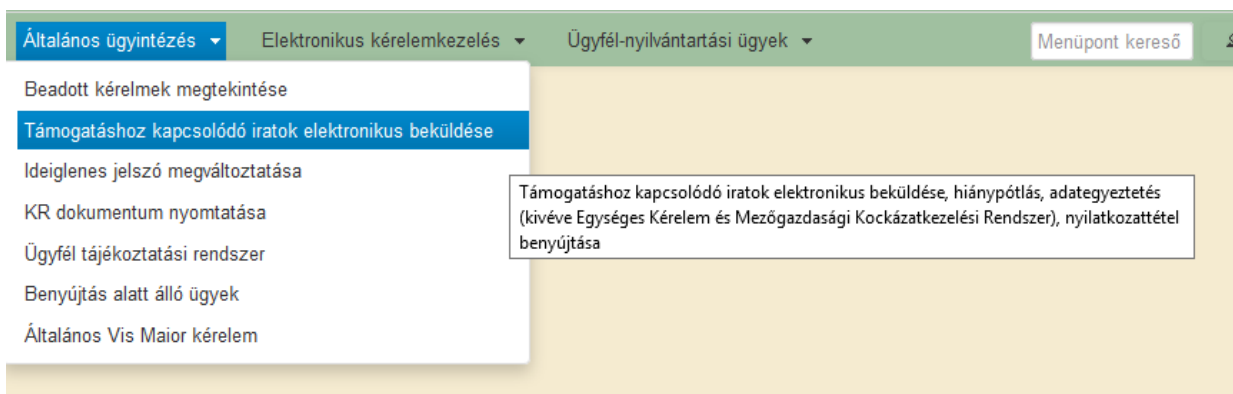 Általános ügyintézés Elektronikus kérelemkezelés Ügyfél-nyilvántartási ügyek Menüpont kereső
Beadott kérelmek megtekintése
Támogatáshoz kapcsolódó iratok elektronikus beküldése
Ideiglenes jelszó megváltoztatása
KR dokumentum nyomtatása
Ügyfél tájékoztatási rendszer
Benyújtás alatt álló ügyek
Általános Vis Maior kérelem
Támogatáshoz kapcsolódó iratok elektronikus beküldése, hiánypótlás, adategyeztetés
(kivéve Egységes Kérelem és Mezőgazdasági Kockázatkezelési Rendszer), nyilatkozattétel
benyújtása